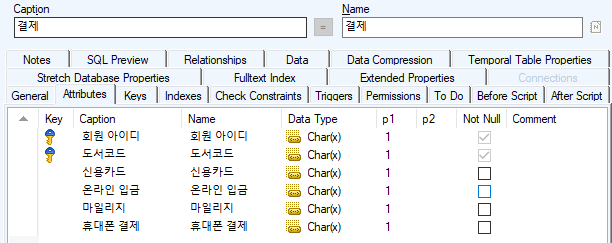 Caption Name
결제 = 결제
Notes SQL Preview Relationships Data Data Compression Temporal Table Properties
Stretch Database Properties Fulltext Index Extended Properties Connections
General Attributes Keys Indexes Check Constraints Triggers Permissions To Do Before Script After Script
Key Caption Name Data Type p1 p2 Not Null Comment
회원 아이디 회원 아이디 Char(x) 1
도서코드 도서코드 Char(x) 1
신용카드 신용카드 Char(x) 1
온라인 입금 온라인 입금 Char(x) 1
마일리지 마일리지 Char(x) 1
휴대폰 결제 휴대폰 결제 Char(x) 1